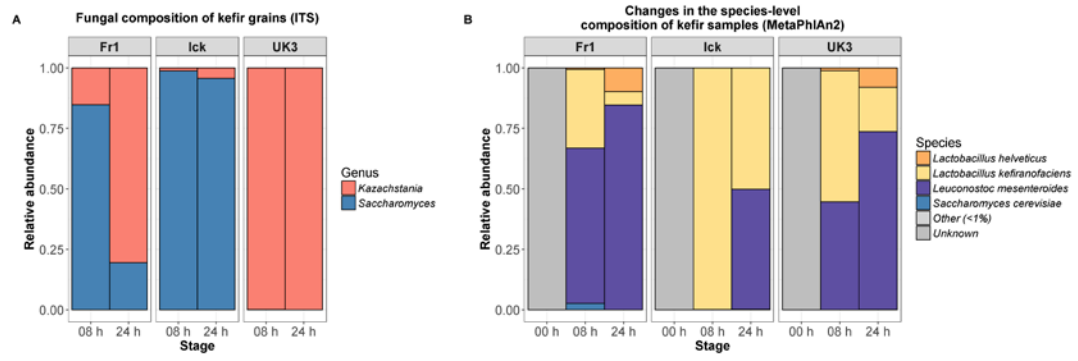 A
Fungal composition of kefir grains (ITS)
Fr1
Ick
UK3
1.00
0.75
0.50
0.25
0.00
Relative abundance
08 h
24 h
08 h
24 h
08 h
24 h
Stage
Genus
Kazachstania
Saccharomyces
B
Changes in the species-level
composition of kefir samples (MetaPhlAn2)
Fr1
Ick
UK3
1.00
0.75
0.50
0.25
0.00
Relative abundance
00 h
08 h
24 h
00 h
08 h
24 h
00 h
08 h
24 h
Stage
Species
Lactobacillus helveticus
Lactobacillus kefiranofaciens
Leuconostoc mesenteroides
Saccharomyces cerevisiae
Other (<1%)
Unknown